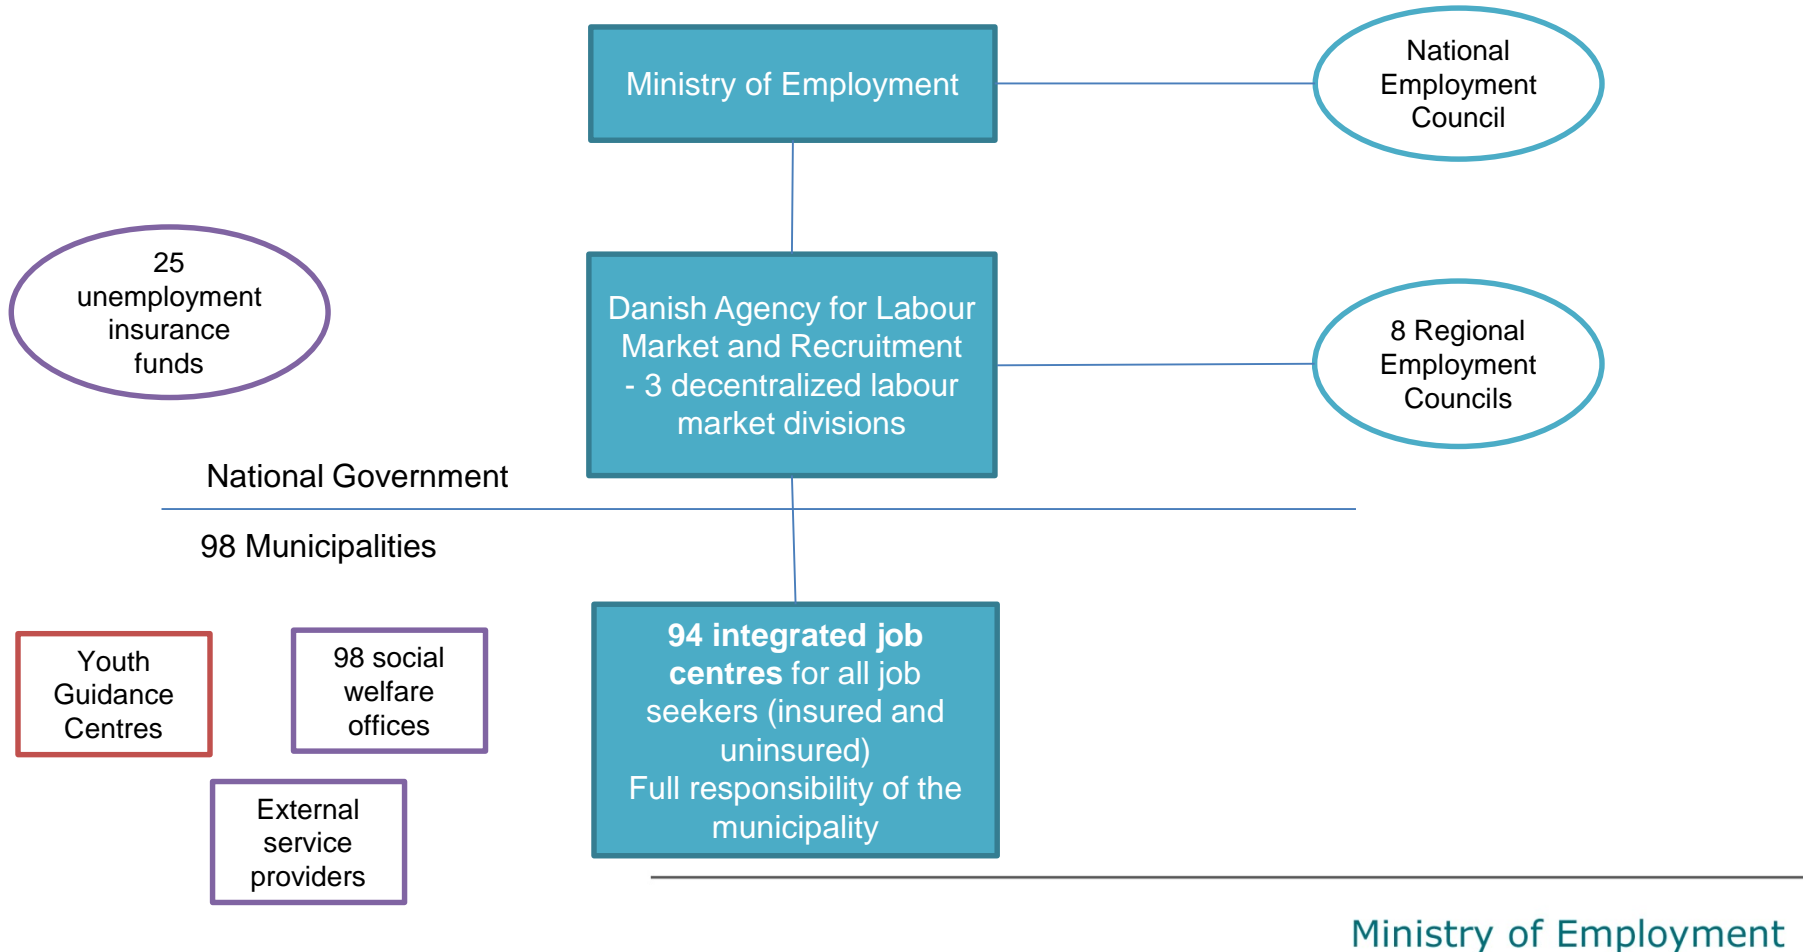 Ministry of Employment
National
Employment
Council
25
unemployment
insurance
funds
Danish Agency for Labour
Market and Recruitment
- 3 decentralized labour
market divisions
8 Regional
Employment
Councils
National Government
98 Municipalities
Youth
Guidance
Centres
98 social
welfare
offices
External
service
providers
94 integrated job
centres for all job
seekers (insured and
uninsured)
Full responsibility of the
municipality
Ministry of Employment